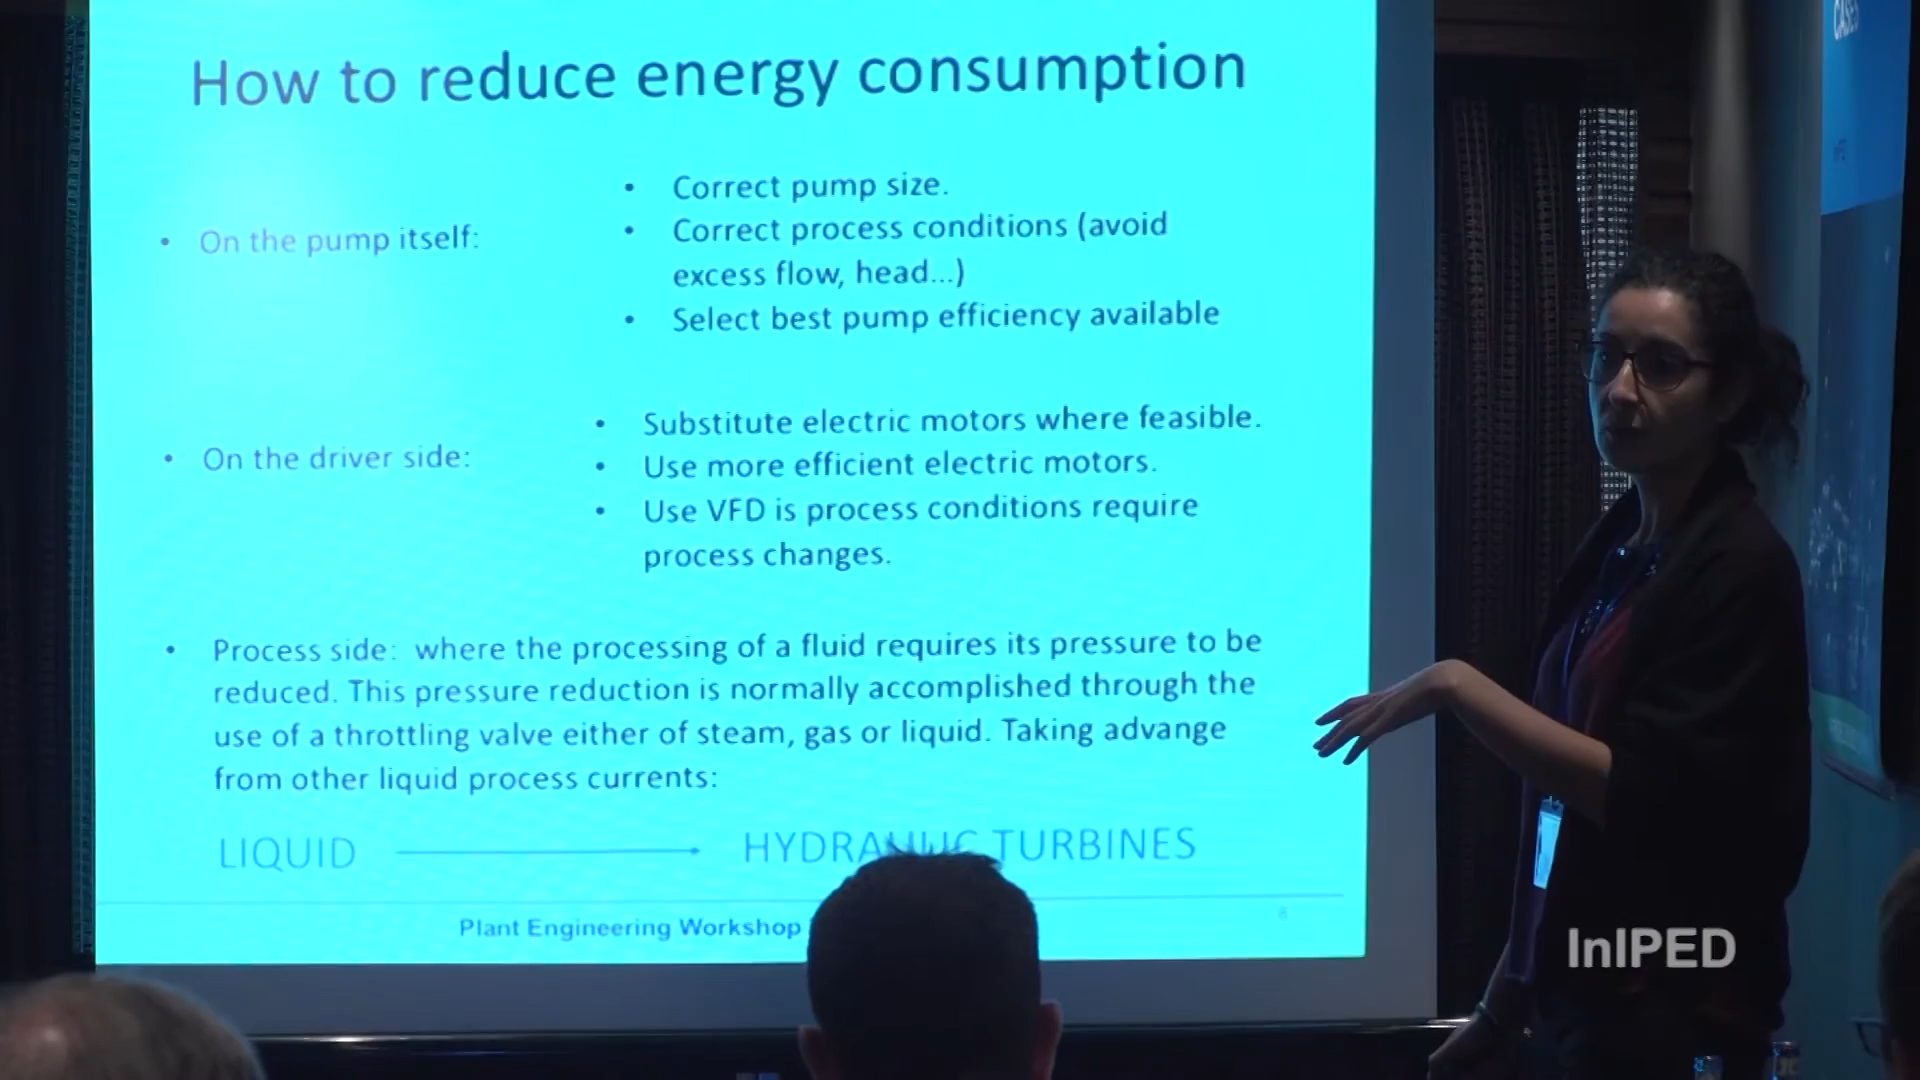 How to reduce energy consumption
• On the pump itself:
• Correct pump size.
• Correct process conditions (avoid
excess flow, head...)
• Select best pump efficiency available
• On the driver side:
• Substitute electric motors where feasible.
• Use more efficient electric motors.
• Use VFD is process conditions require
process changes.
• Process side: where the processing of a fluid requires its pressure to be
reduced. This pressure reduction is normally accomplished through the
use of a throttling valve either of steam, gas or liquid. Taking advange
from other liquid process currents:
LIQUID HYDRAULIC TURBINES
Plant Engineering Workshop
InIPED